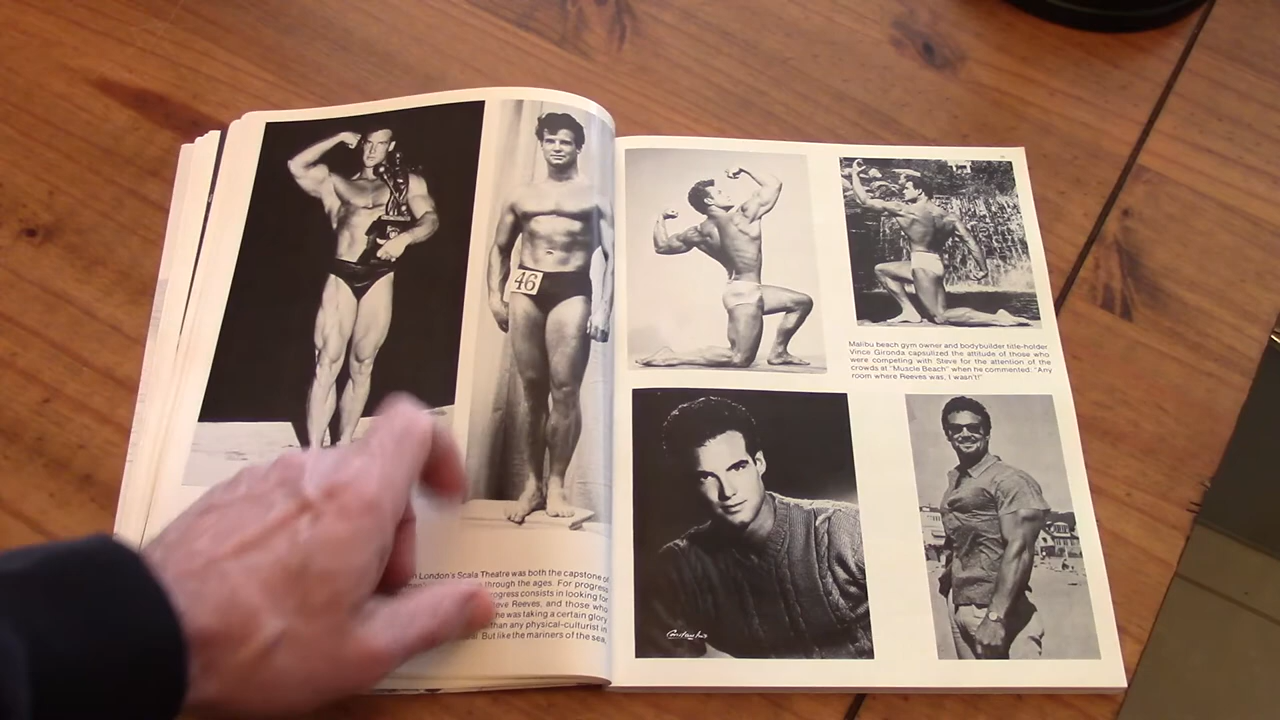 46
n London's Scala Theatre was both the capstone of
through the ages. For progress
rogress consists in looking for
eve Reeves, and those who
he was taking a certain glory
than any physical-culturist in
But like the mariners of the sea,
Malibu beach gym owner and bodybuilder title-holder
Vince Gironda capsulized the attitude of those who
were competing with Steve for the attention of the
crowds at "Muscle Beach" when he commented. "Any
room where Reeves was, I wasn't!"